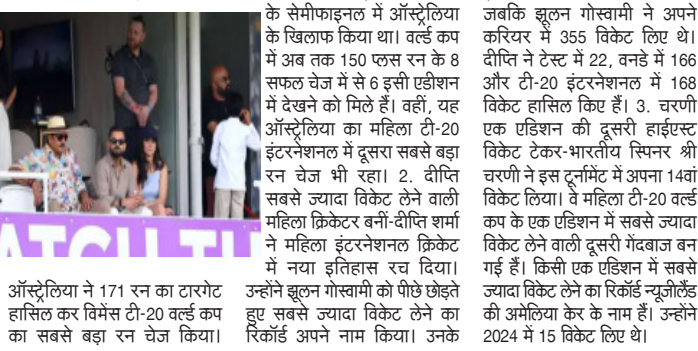 ATCH TH
ऑस्ट्रेलिया ने 171 रन का टारगेट
हासिल कर विमेंस टी-20 वर्ल्ड कप
का सबसे बड़ा रन चेज किया।
के सेमीफाइनल में ऑस्ट्रेलिया
के खिलाफ किया था। वर्ल्ड कप
में अब तक 150 प्लस रन के 8
सफल चेज में से 6 इसी एडीशन
में देखने को मिले हैं। वहीं, यह
ऑस्ट्रेलिया का महिला टी-20
इंटरनेशनल में दूसरा सबसे बड़ा
रन चेज भी रहा। 2. दीप्ति
सबसे ज्यादा विकेट लेने वाली
महिला क्रिकेटर बनीं-दीप्ति शर्मा
ने महिला इंटरनेशनल क्रिकेट
में नया इतिहास रच दिया।
उन्होंने झूलन गोस्वामी को पीछे छोड़ते
हुए सबसे ज्यादा विकेट लेने का
रिकॉर्ड अपने नाम किया। उनके
जबकि झूलन गोस्वामी ने अपने
करियर में 355 विकेट लिए थे।
दीप्ति ने टेस्ट में 22, वनडे में 166
और टी-20 इंटरनेशनल में 168
विकेट हासिल किए हैं। 3. चरणी
एक एडिशन की दूसरी हाईएस्ट
विकेट टेकर-भारतीय स्पिनर श्री
चरणी ने इस टूर्नामेंट में अपना 14वां
विकेट लिया। वे महिला टी-20 वर्ल्ड
कप के एक एडिशन में सबसे ज्यादा
विकेट लेने वाली दूसरी गेंदबाज बन
गई हैं। किसी एक एडिशन में सबसे
ज्यादा विकेट लेने का रिकॉर्ड न्यूजीलैंड
की अमेलिया केर के नाम हैं। उन्होंने
2024 में 15 विकेट लिए थे।